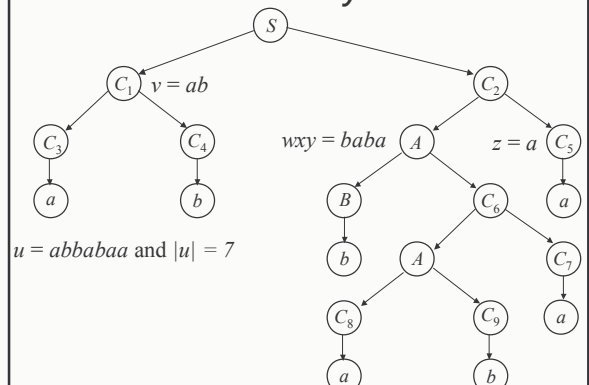 S
C1 v = ab C2
C3 C4 wxy = baba A z = a C5
a b B C6 a
u = abbabaa and |u| = 7 b A C7
C8 C9 a
a b